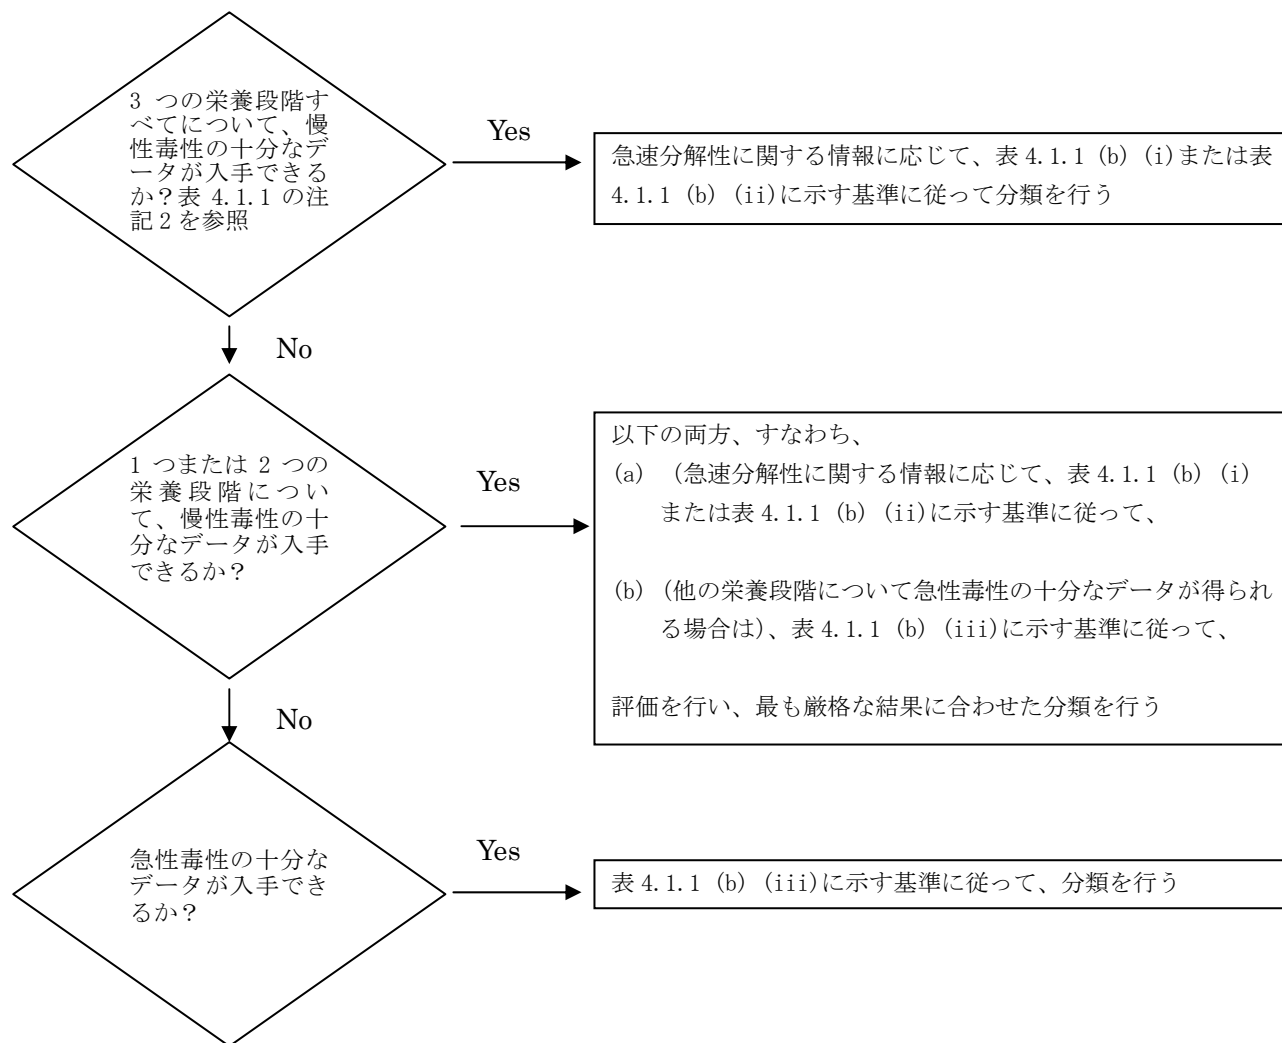 3 つの栄養段階す
べてについて、慢
性毒性の十分なデ
ータが入手できる
か？表 4.1.1 の注
記 2 を参照
Yes
急速分解性に関する情報に応じて、表 4.1.1 (b) (i)または表
4.1.1 (b) (ii)に示す基準に従って分類を行う
No
1 つまたは 2 つの
栄養段階につい
て、慢性毒性の十
分なデータが入手
できるか？
Yes
以下の両方、すなわち、
(a) （急速分解性に関する情報に応じて、表 4.1.1 (b) (i)
または表 4.1.1 (b) (ii)に示す基準に従って、
(b) (他の栄養段階について急性毒性の十分なデータが得られ
る場合は)、表 4.1.1 (b) (iii)に示す基準に従って、
評価を行い、最も厳格な結果に合わせた分類を行う
No
急性毒性の十分な
データが入手でき
るか？
Yes
表 4.1.1 (b) (iii)に示す基準に従って、分類を行う